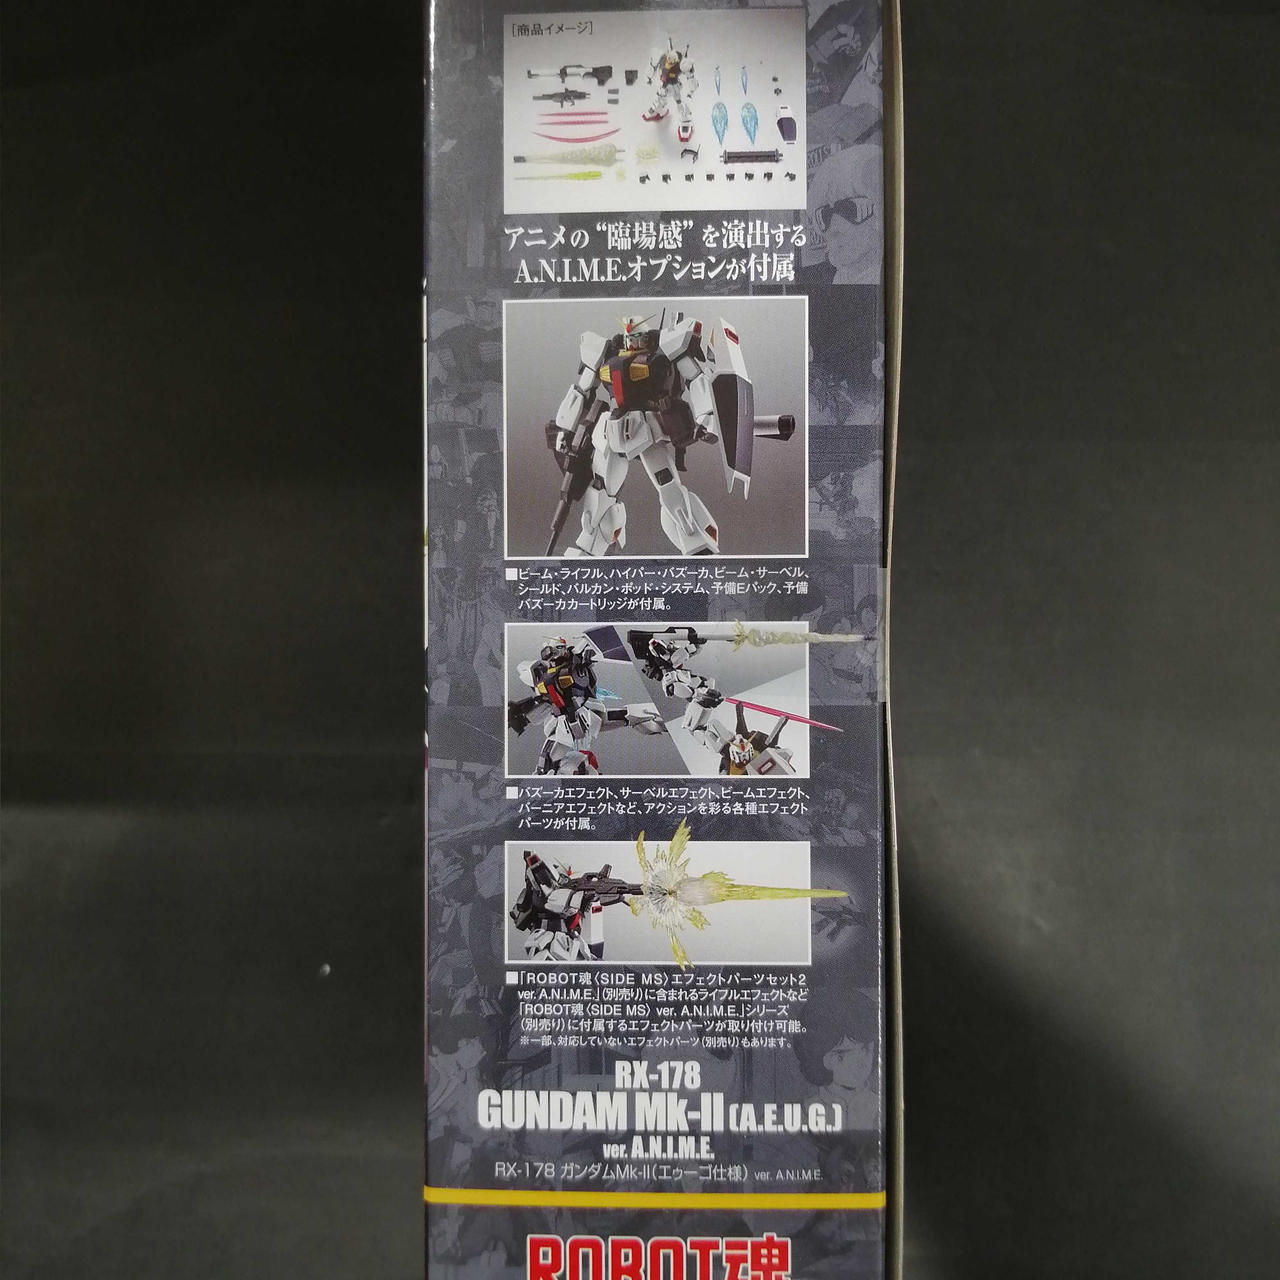 ［商品イメージ］
アニメの“臨場感”を演出する
A.N.I.M.E.オプションが付属
■ビーム・ライフル、ハイパー・バズーカ、ビーム・サーベル、
シールド、バルカン・ポッド・システム、予備Eパック、予備
バズーカカートリッジが付属。
■バズーカエフェクト、サーベルエフェクト、ビームエフェクト、
バーニアエフェクトなど、アクションを彩る各種エフェクト
パーツが付属。
■「ROBOT魂〈SIDE MS〉エフェクトパーツセット2
ver. A.N.I.M.E.」（別売り）に含まれるライフルエフェクトなど
「ROBOT魂〈SIDE MS〉 ver. A.N.I.M.E.」シリーズ
（別売り）に付属するエフェクトパーツが取り付け可能。
※一部、対応していないエフェクトパーツ（別売り）もあります。
RX-178
GUNDAM Mk-II (A.E.U.G.)
ver. A.N.I.M.E.
RX-178 ガンダムMk-II（エゥーゴ仕様） ver. A.N.I.M.E.
ROBOT魂